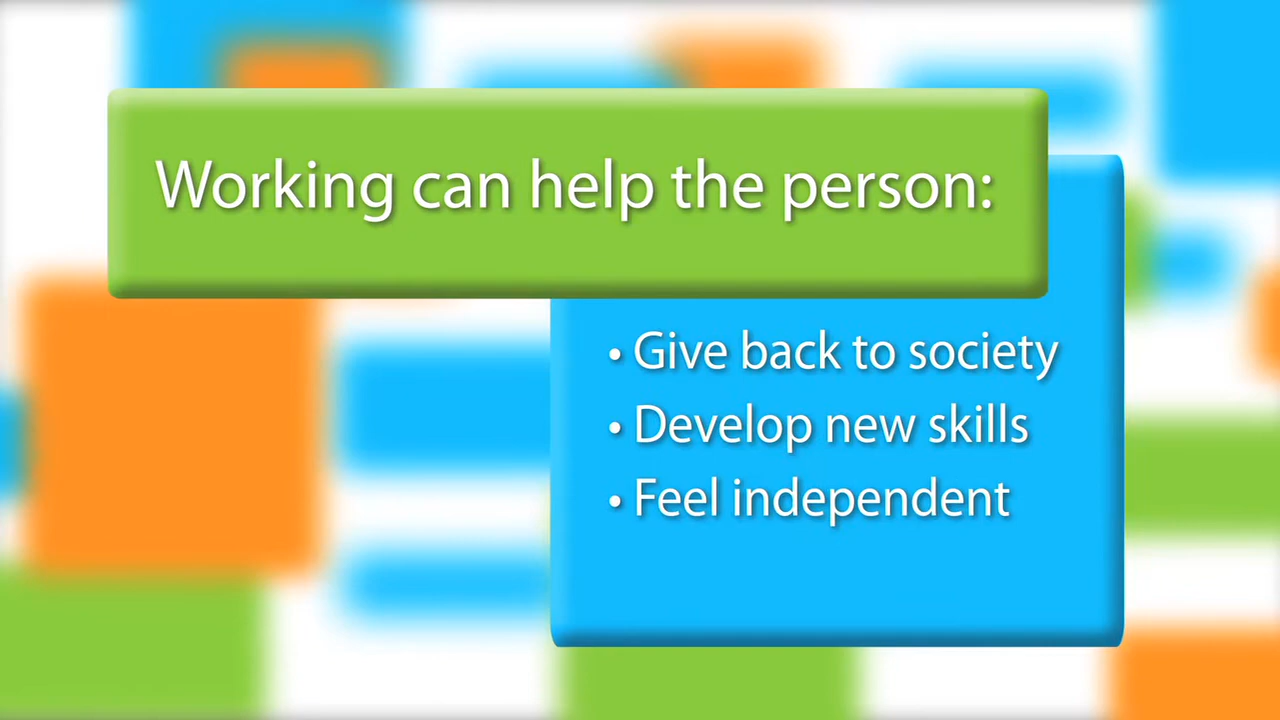 Working can help the person:
• Give back to society
• Develop new skills
• Feel independent